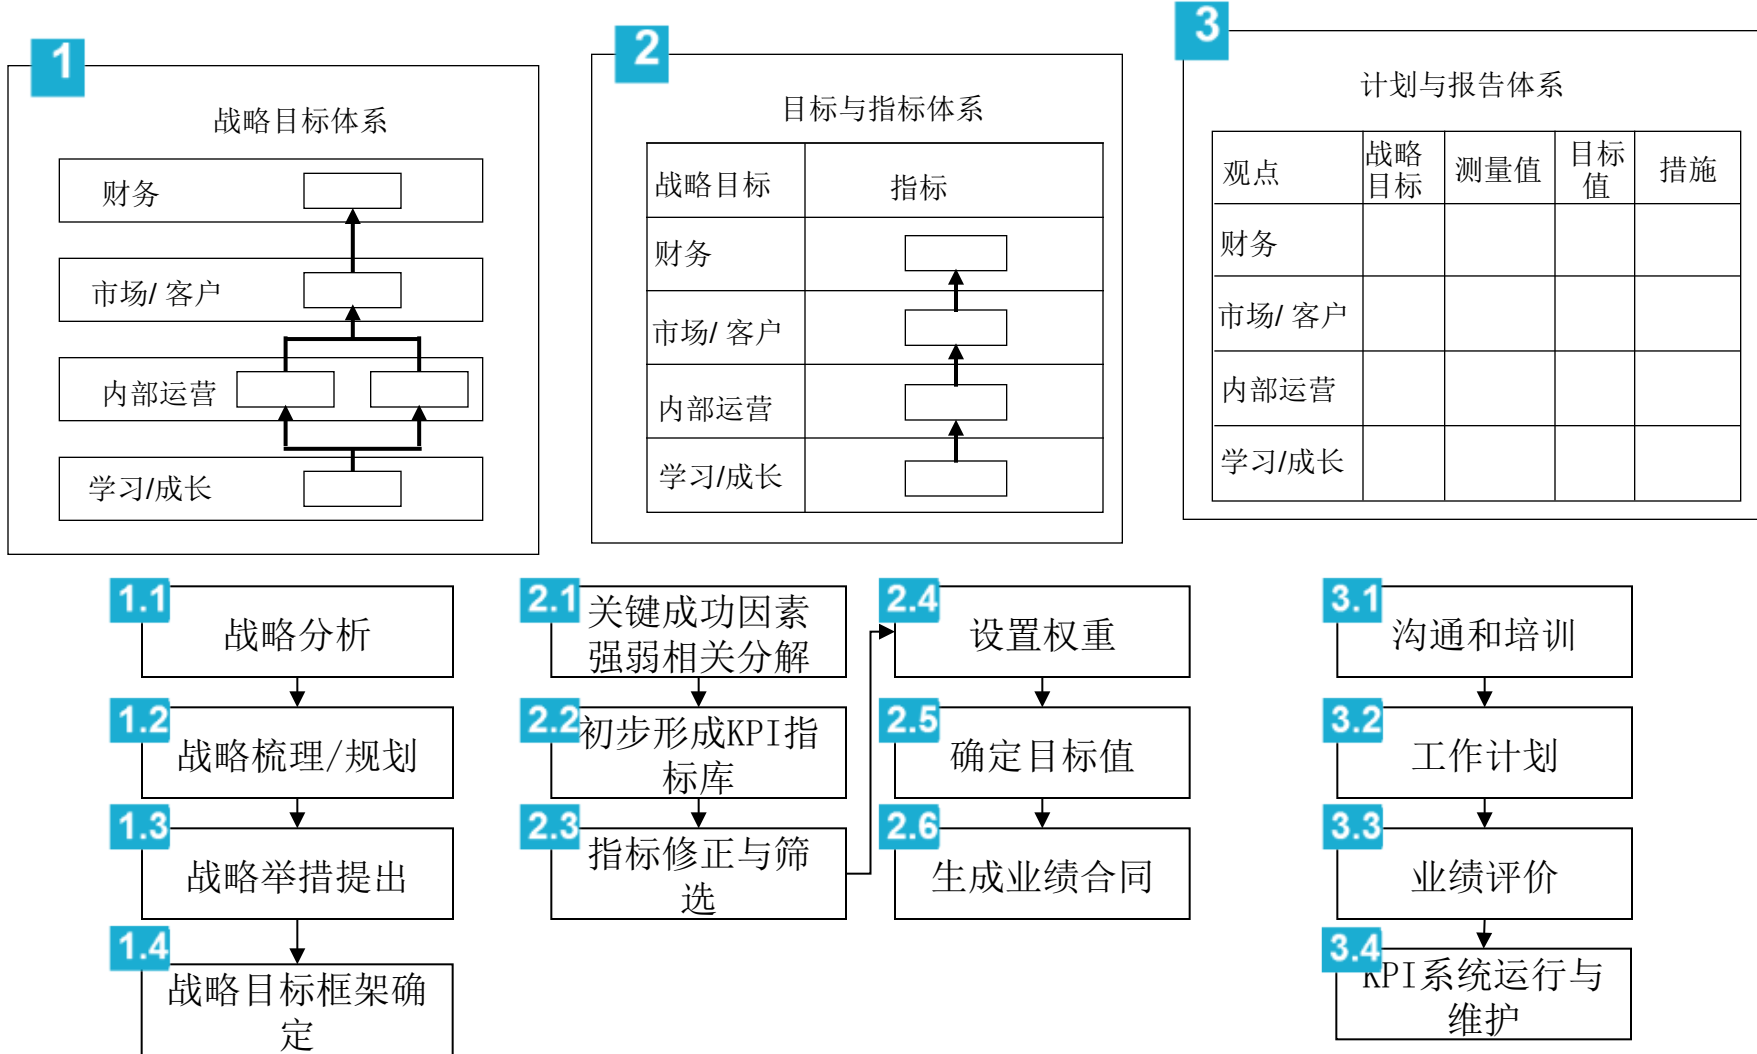 1
战略目标体系
财务
市场/ 客户
内部运营
学习/成长
2
目标与指标体系
战略目标
指标
财务
市场/ 客户
内部运营
学习/成长
3
计划与报告体系
观点
战略
目标
测量值
目标
值
措施
财务
市场/ 客户
内部运营
学习/成长
1.1
战略分析
1.2
战略梳理/规划
1.3
战略举措提出
1.4
战略目标框架确
定
2.1
关键成功因素
强弱相关分解
2.2
初步形成KPI指
标库
2.3
指标修正与筛
选
2.4
设置权重
2.5
确定目标值
2.6
生成业绩合同
3.1
沟通和培训
3.2
工作计划
3.3
业绩评价
3.4
KPI系统运行与
维护